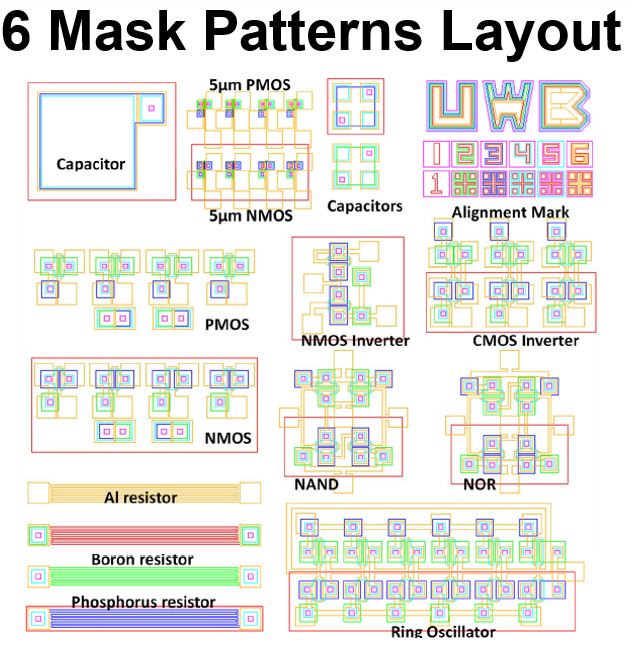 6 Mask Patterns Layout
5µm PMOS
Capacitor
5µm NMOS
Capacitors
UWB
1 2 3 4 5 6
1
Alignment Mark
PMOS
NMOS Inverter
CMOS Inverter
NMOS
NAND
NOR
Al resistor
Boron resistor
Phosphorus resistor
Ring Oscillator